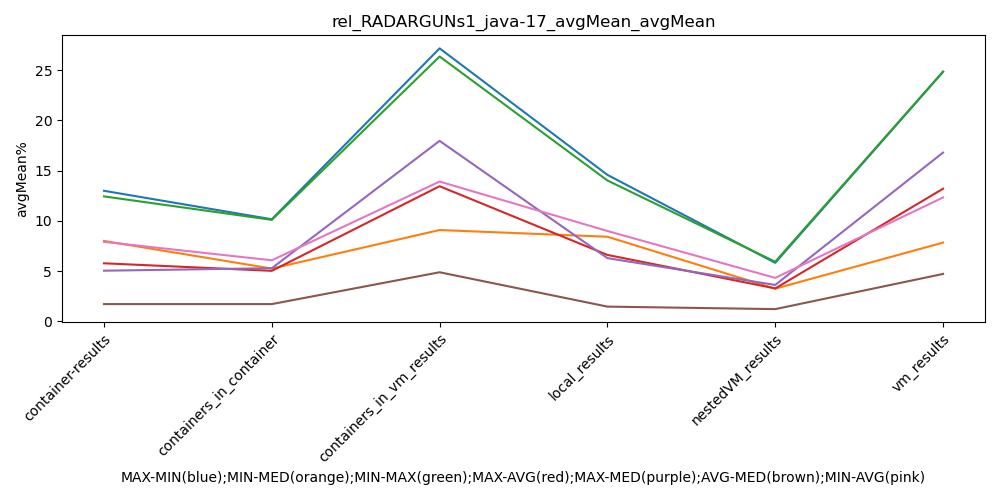 rel_RADARGUNs1_java-17_avgMean_avgMean
avgMean%
25
20
15
10
5
0
container-results
containers_in_container
containers_in_vm_results
local_results
nestedVM_results
vm_results
MAX-MIN(blue);MIN-MED(orange);MIN-MAX(green);MAX-AVG(red);MAX-MED(purple);AVG-MED(brown);MIN-AVG(pink)